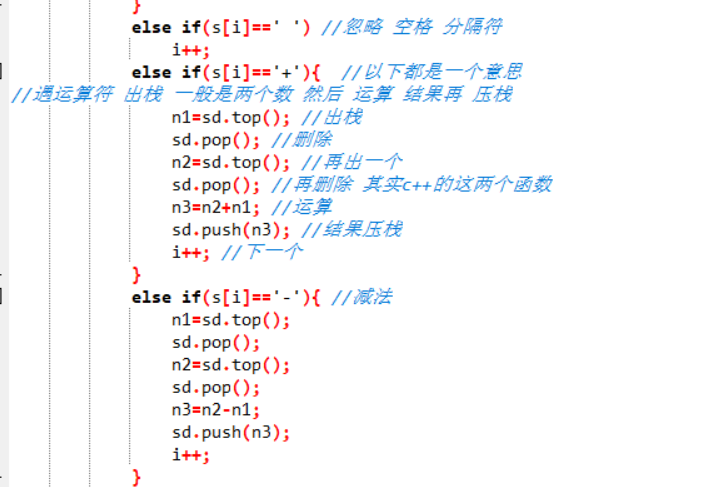 }
else if(s[i]==' ') //忽略 空格 分隔符
i++;
else if(s[i]=='+'){ //以下都是一个意思
//遇运算符 出栈 一般是两个数 然后 运算 结果再 压栈
n1=sd.top(); //出栈
sd.pop(); //删除
n2=sd.top(); //再出一个
sd.pop(); //再删除 其实c++的这两个函数
n3=n2+n1; //运算
sd.push(n3); //结果压栈
i++; //下一个
}
else if(s[i]=='-'){ //减法
n1=sd.top();
sd.pop();
n2=sd.top();
sd.pop();
n3=n2-n1;
sd.push(n3);
i++;
}